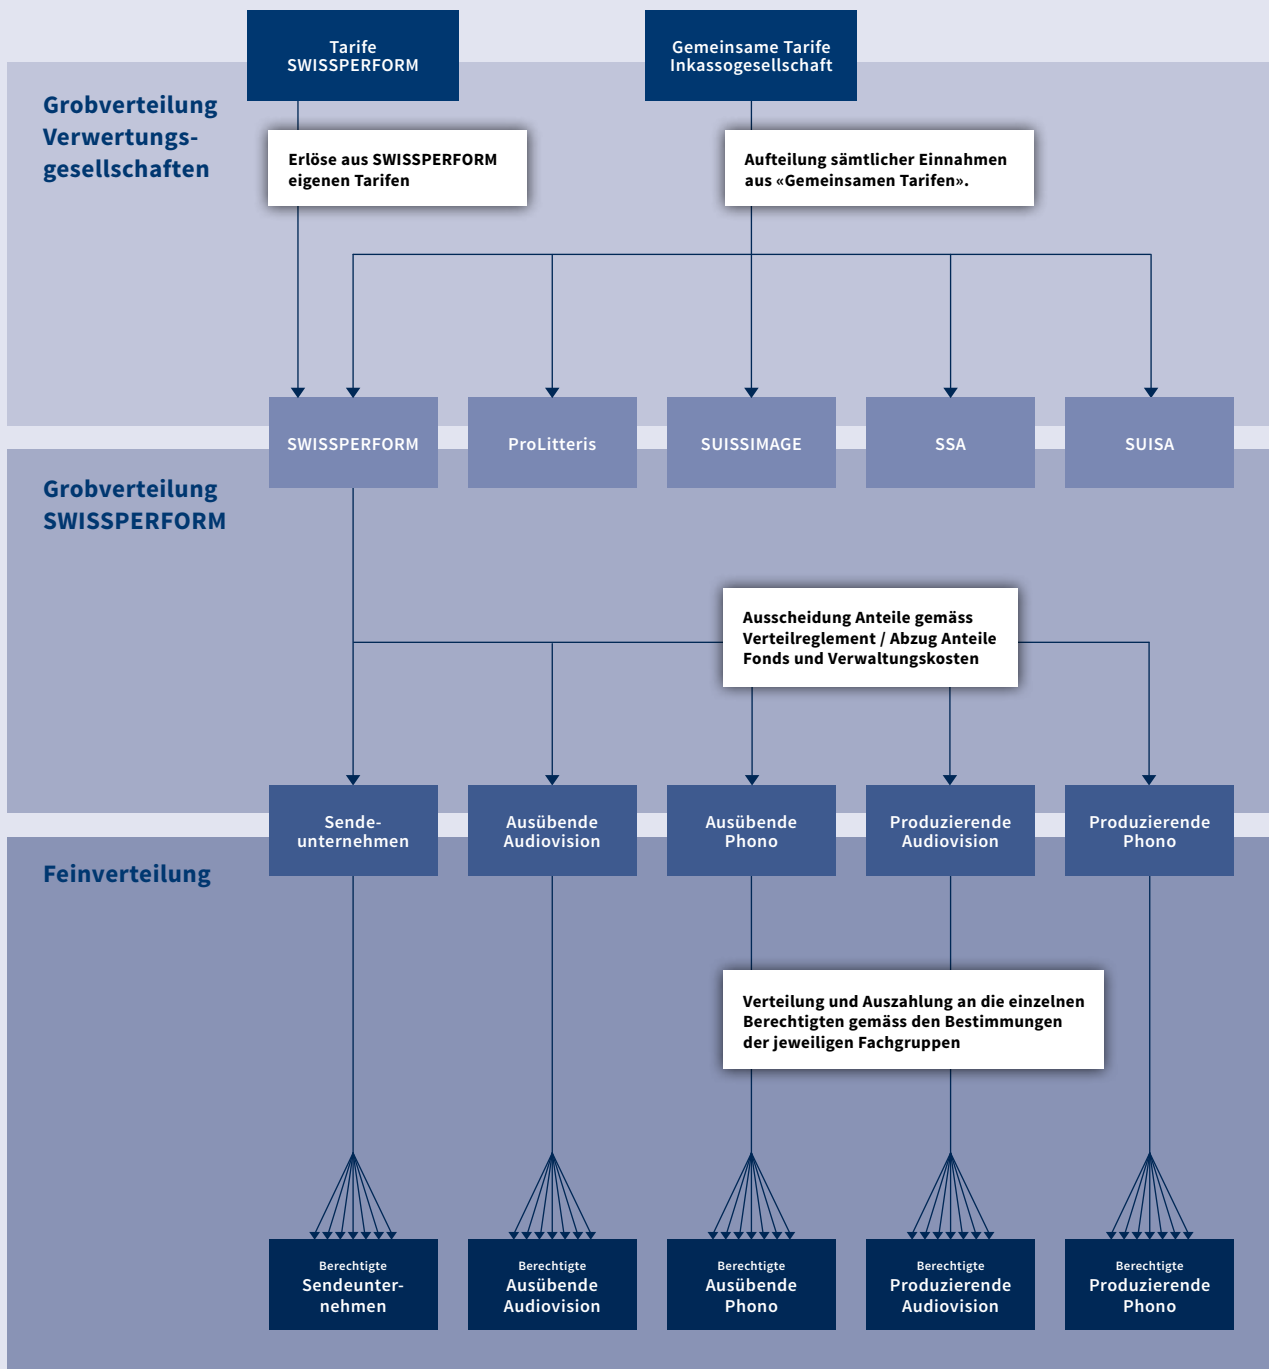 Tarife
SWISSPERFORM
Gemeinsame Tarife
Inkassogesellschaft
Grobverteilung
Verwertungs-
gesellschaften
Erlöse aus SWISSPERFORM
eigenen Tarifen
Aufteilung sämtlicher Einnahmen
aus «Gemeinsamen Tarifen».
SWISSPERFORM
ProLitteris
SUISSIMAGE
SSA
SUISA
Grobverteilung
SWISSPERFORM
Ausscheidung Anteile gemäss
Verteilreglement / Abzug Anteile
Fonds und Verwaltungskosten
Sende-
unternehmen
Ausübende
Audiovision
Ausübende
Phono
Produzierende
Audiovision
Produzierende
Phono
Feinverteilung
Verteilung und Auszahlung an die einzelnen
Berechtigten gemäss den Bestimmungen
der jeweiligen Fachgruppen
Berechtigte
Sendeunter-
nehmen
Berechtigte
Ausübende
Audiovision
Berechtigte
Ausübende
Phono
Berechtigte
Produzierende
Audiovision
Berechtigte
Produzierende
Phono